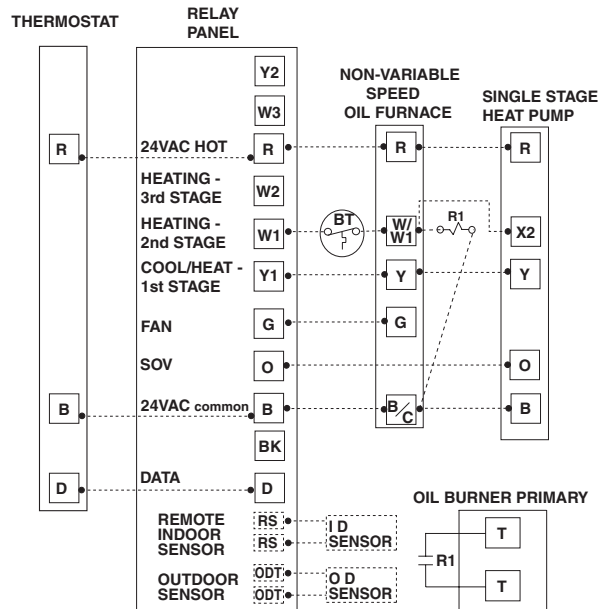 THERMOSTAT
RELAY
PANEL
NON-VARIABLE
SPEED
OIL FURNACE
SINGLE STAGE
HEAT PUMP
Y2
W3
R
24VAC HOT
R
R
R
HEATING -
3rd STAGE
W2
HEATING -
2nd STAGE
W1
BT
W/
W1
R1
X2
COOL/HEAT -
1st STAGE
Y1
Y
Y
FAN
G
G
SOV
O
O
B
24VAC common
B
B/C
B
BK
D
DATA
D
REMOTE
INDOOR
SENSOR
RS
RS
I D
SENSOR
OUTDOOR
SENSOR
ODT
ODT
O D
SENSOR
OIL BURNER PRIMARY
T
R1
T